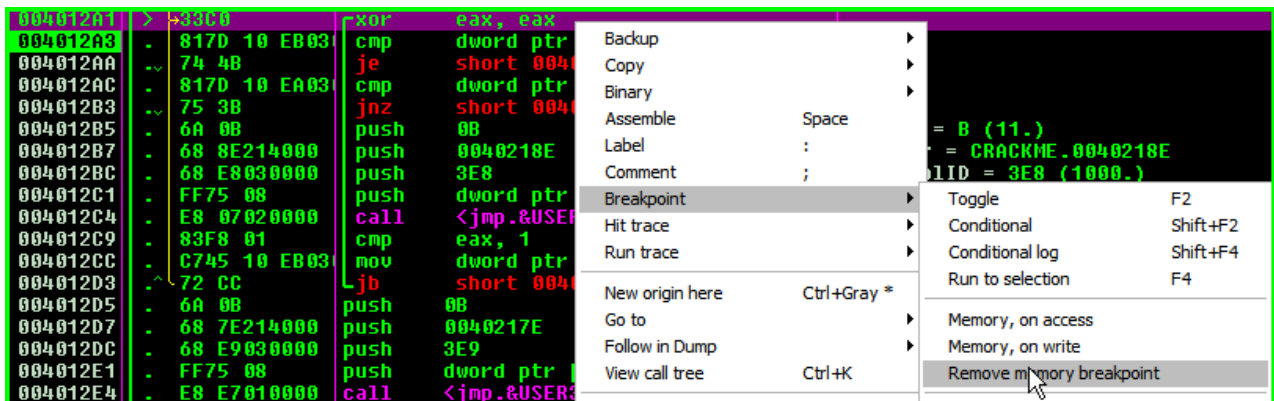 004012A1 > 33C0 xor eax, eax
004012A3 . 817D 10 EB03 cmp dword ptr
004012AA . 74 4B je short 004
004012AC . 817D 10 EA03 cmp dword ptr
004012B3 . 75 3B jnz short 004
004012B5 . 6A 0B push 0B = B (11.)
004012B7 . 68 8E214000 push 0040218E = CRACKME.0040218E
004012BC . 68 E8030000 push 3E8 lID = 3E8 (1000.)
004012C1 . FF75 08 push dword ptr
004012C4 . E8 07020000 call <jmp.&USER
004012C9 . 83F8 01 cmp eax, 1
004012CC . C745 10 EB03 mov dword ptr
004012D3 .^ 72 CC jb short 004
004012D5 . 6A 0B push 0B
004012D7 . 68 7E214000 push 0040217E
004012DC . 68 E9030000 push 3E9
004012E1 . FF75 08 push dword ptr [
004012E4 . E8 E7010000 call <jmp.&USER3
Backup
Copy
Binary
Assemble Space
Label :
Comment ;
Breakpoint
Hit trace
Run trace
New origin here Ctrl+Gray *
Go to
Follow in Dump
View call tree Ctrl+K
Toggle F2
Conditional Shift+F2
Conditional log Shift+F4
Run to selection F4
Memory, on access
Memory, on write
Remove memory breakpoint